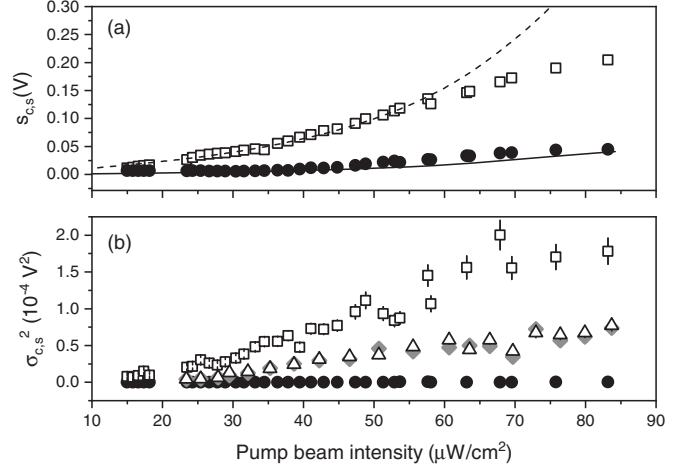 0.30
(a)
0.25
0.20
0.15
0.10
0.05
0.00
s_{c,s}(V)
(b)
2.0
1.5
1.0
0.5
0.0
σ_{c,s}^2 (10^{-4} V^2)
10 20 30 40 50 60 70 80 90
Pump beam intensity (μW/cm^2)